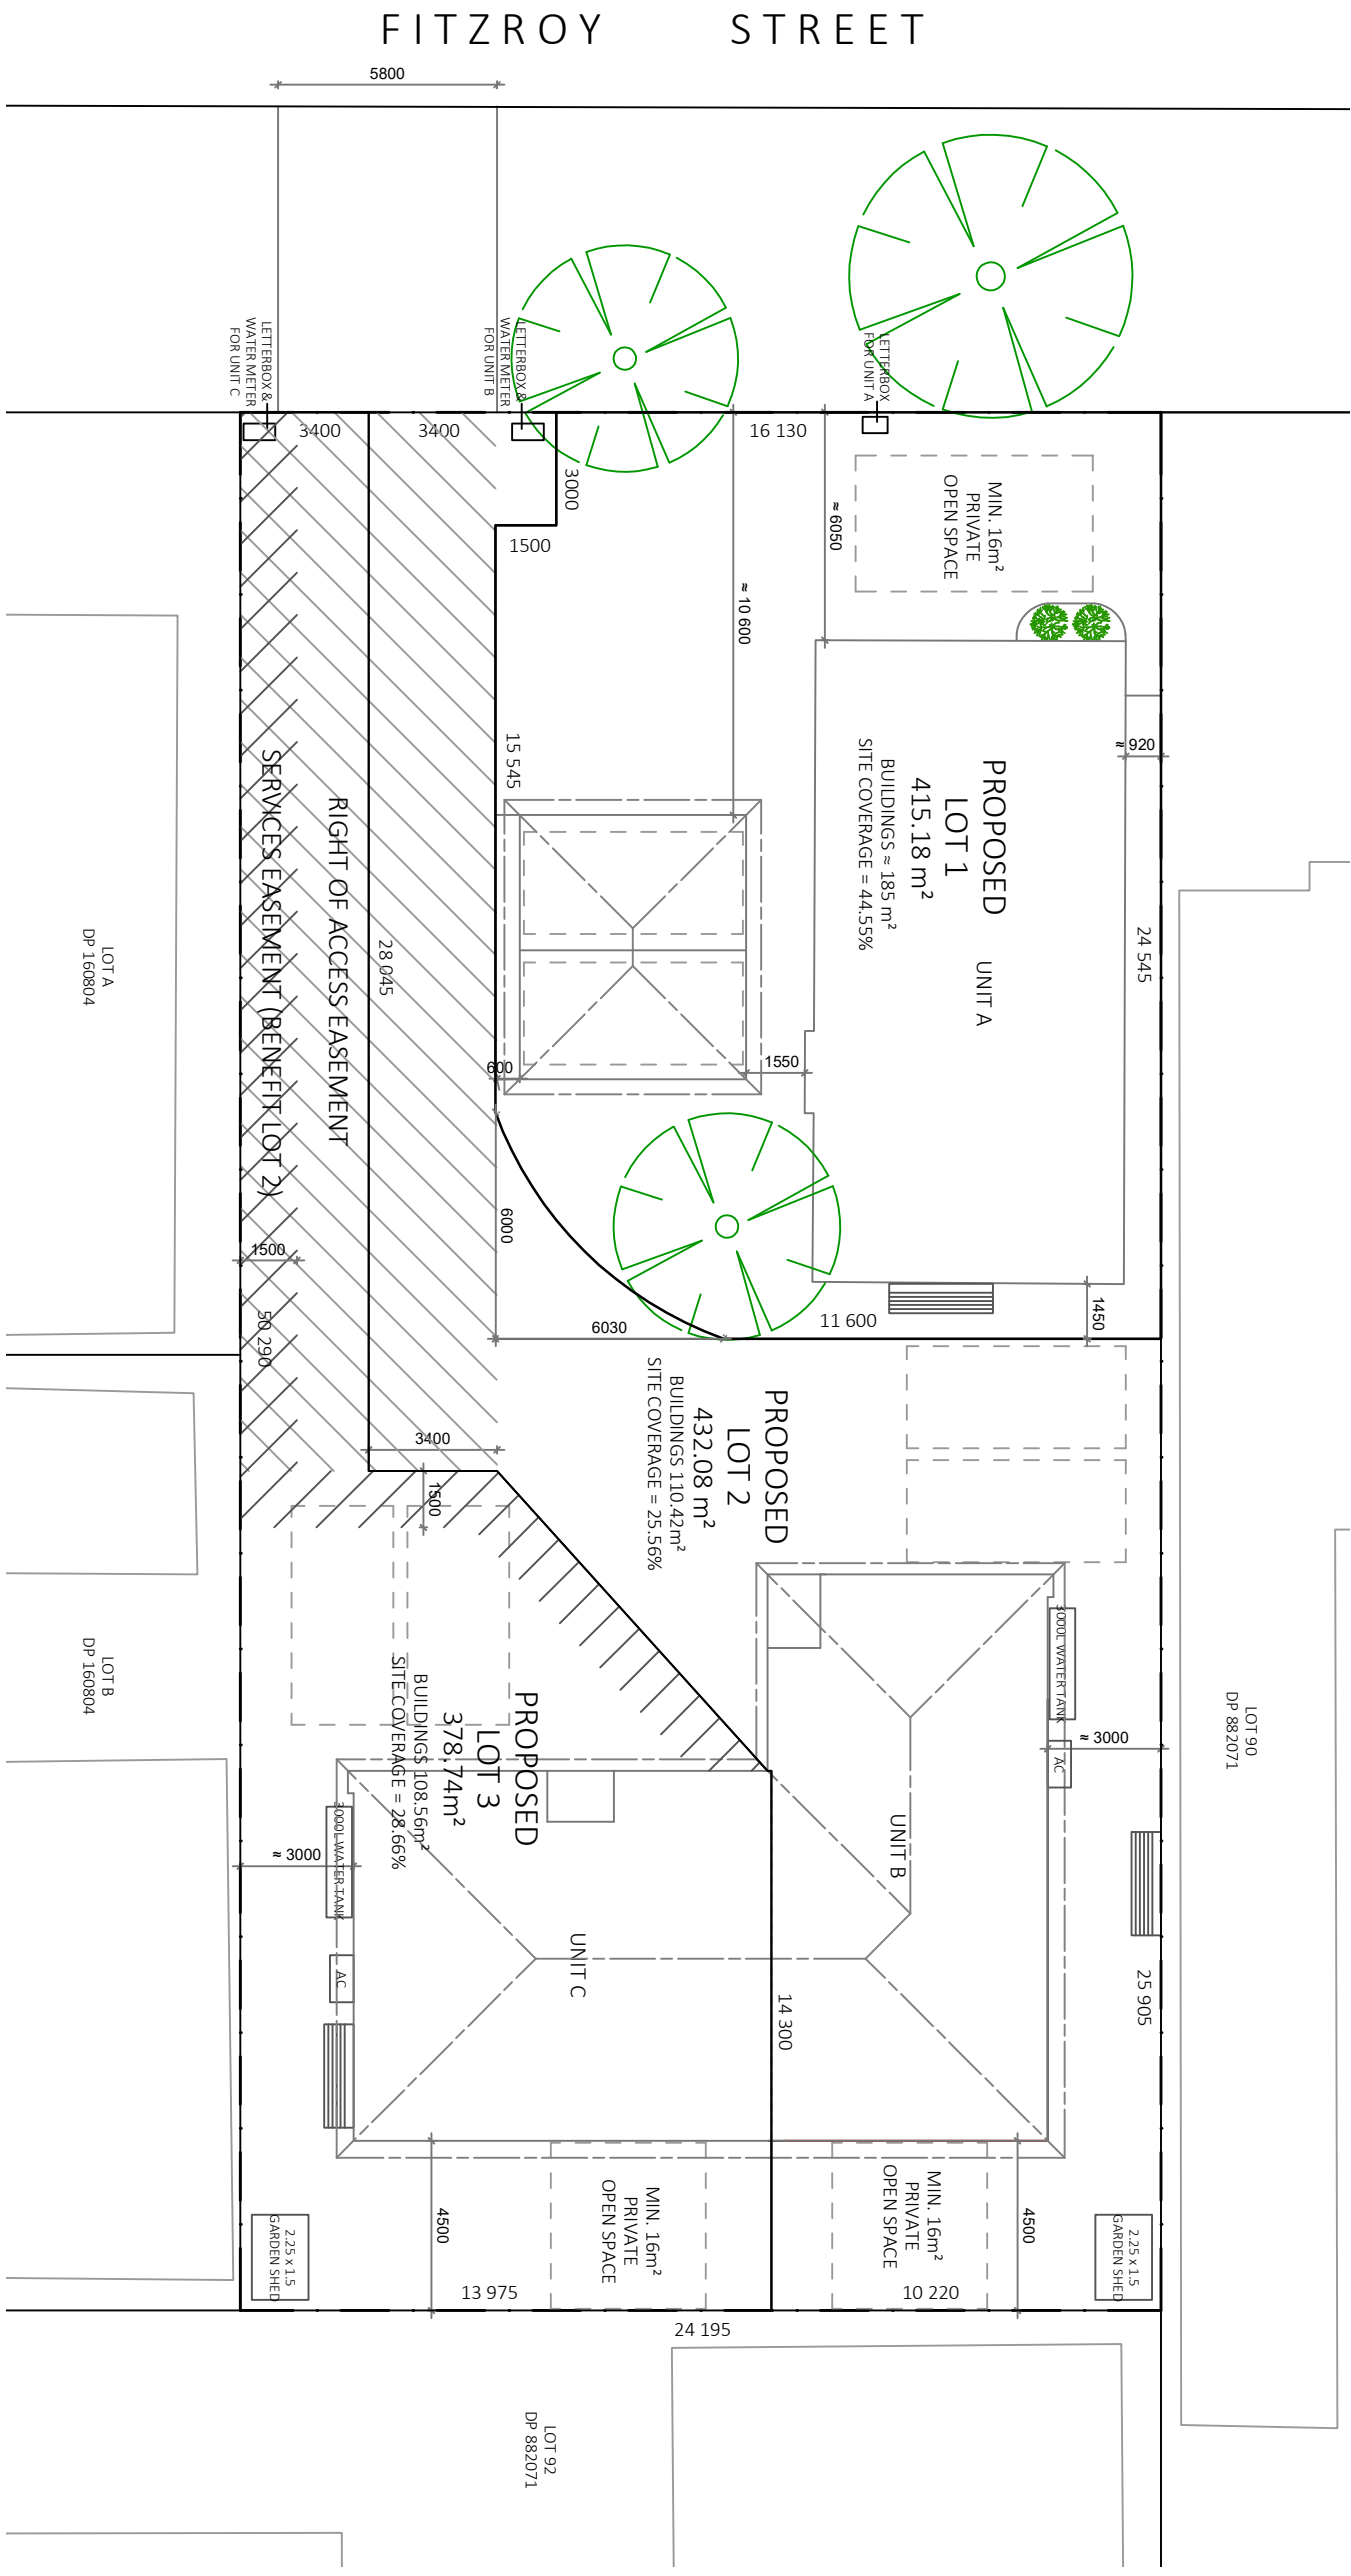 FITZROY STREET
5800
LETTERBOX &
WATER METER
FOR UNIT C
LETTERBOX &
WATER METER
FOR UNIT B
LETTERBOX
FOR UNIT A
3400
3400
16 130
3000
1500
≈ 6050
MIN. 16m²
PRIVATE
OPEN SPACE
≈ 10 600
15 545
≈ 920
PROPOSED
LOT 1
415.18 m²
BUILDINGS ≈ 185 m²
SITE COVERAGE = 44.55%
UNIT A
24 545
SERVICES EASEMENT (BENEFIT LOT 2)
RIGHT OF ACCESS EASEMENT
28 045
LOT A
DP 160804
600
1550
6000
1500
50 290
6030
11 600
1450
3400
1500
PROPOSED
LOT 2
432.08 m²
BUILDINGS 110.42m²
SITE COVERAGE = 25.56%
LOT B
DP 160804
3000L WATER TANK
AC
≈ 3000
LOT 90
DP 882071
PROPOSED
LOT 3
378.74m²
BUILDINGS 108.56m²
SITE COVERAGE = 28.66%
UNIT B
3000L WATER TANK
≈ 3000
AC
UNIT C
14 300
25 905
4500
4500
MIN. 16m²
PRIVATE
OPEN SPACE
MIN. 16m²
PRIVATE
OPEN SPACE
2.25 x 1.5
GARDEN SHED
2.25 x 1.5
GARDEN SHED
13 975
10 220
24 195
LOT 92
DP 882071